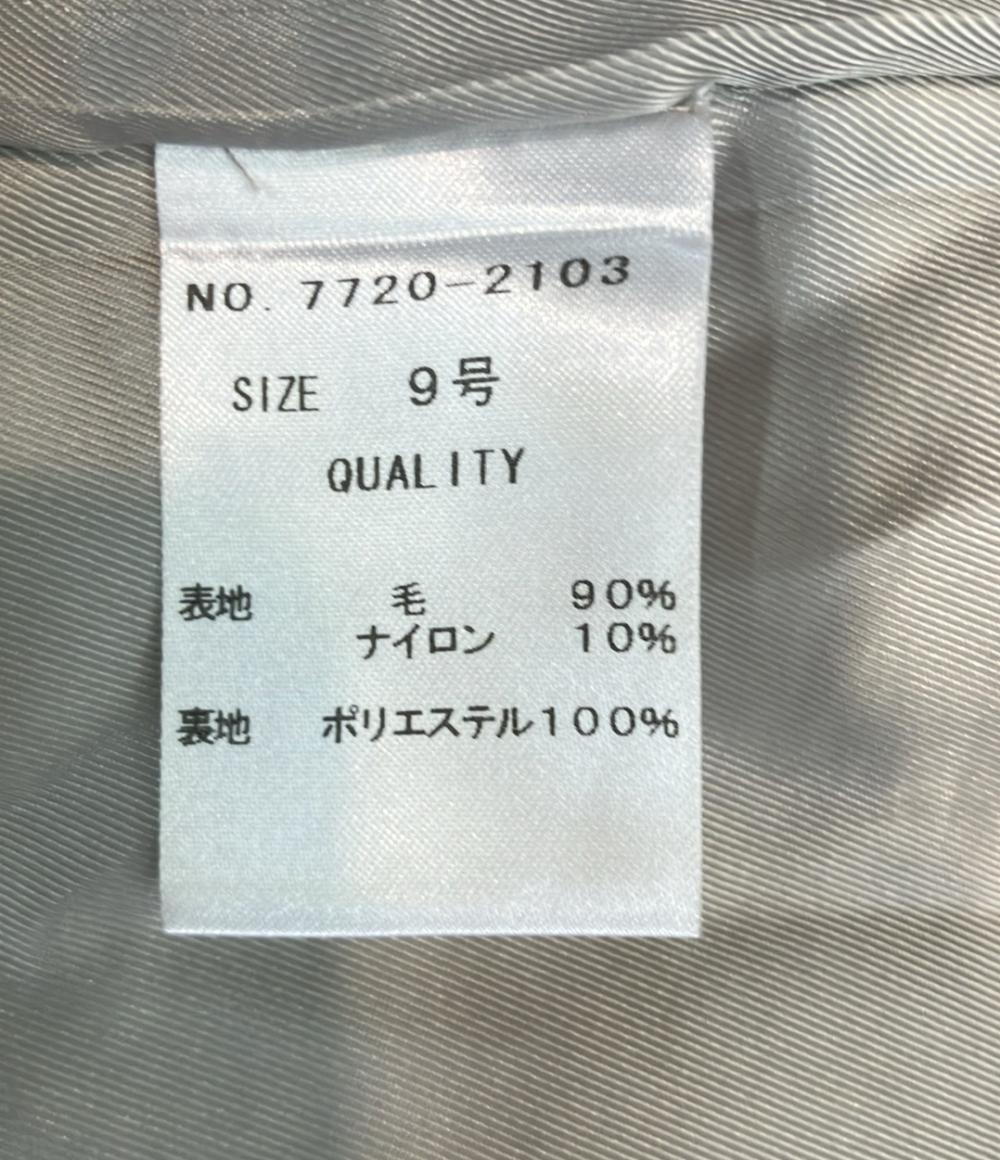 NO. 7720-2103
SIZE 9号
QUALITY
表地 毛 90%
ナイロン 10%
裏地 ポリエステル100%